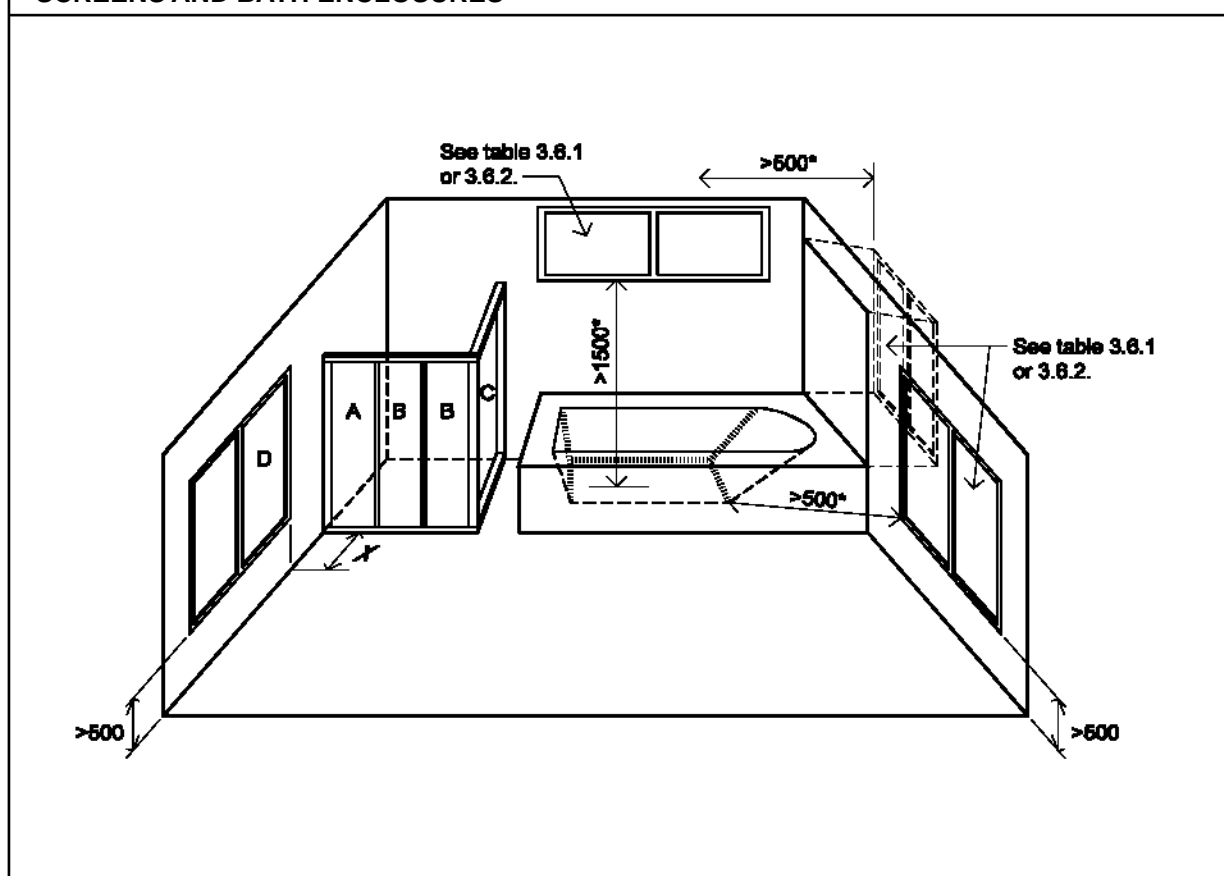 SCREENS AND BATH ENCLOSURES
See table 3.6.1
or 3.6.2.
>500*
>1500*
See table 3.6.1
or 3.6.2.
A
B
B
C
D
>500*
X
>500
>500